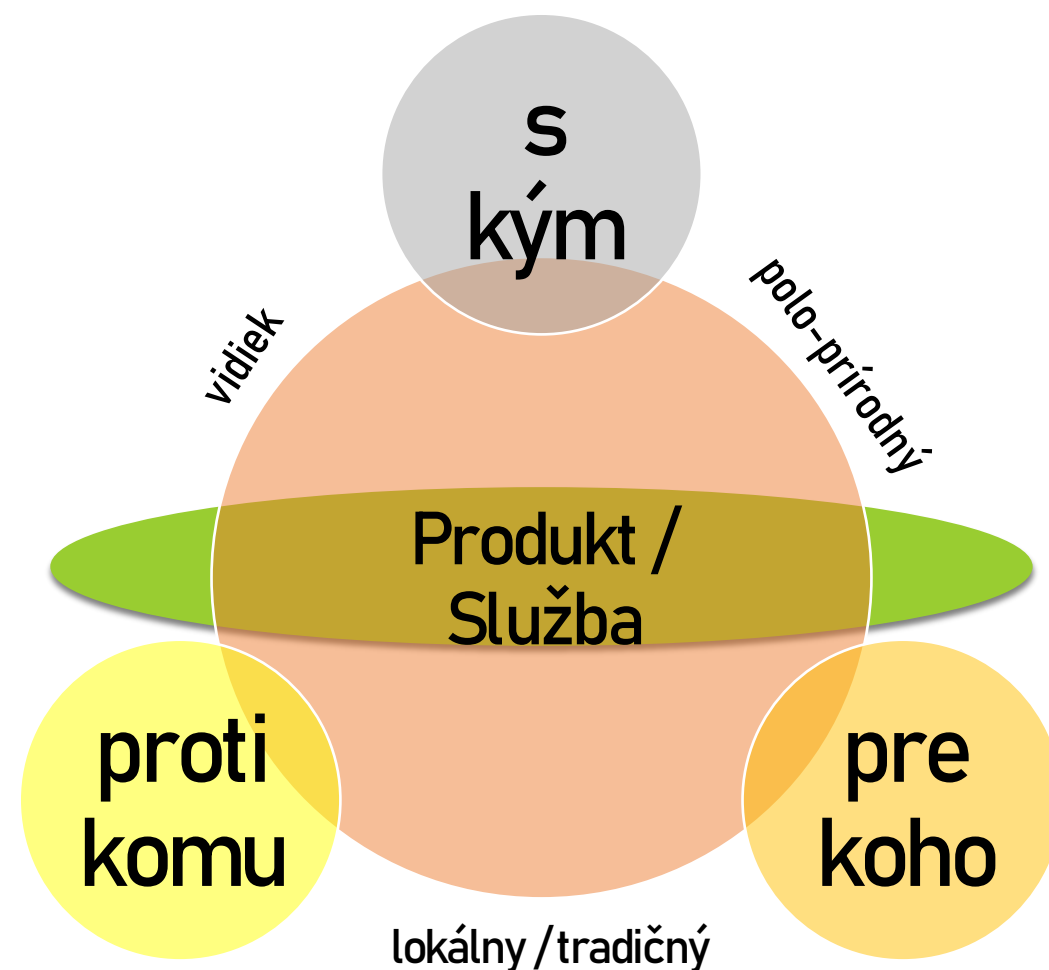 s
kým
vidiek
polo-prírodný
Produkt /
Služba
proti
komu
pre
koho
lokálny / tradičný